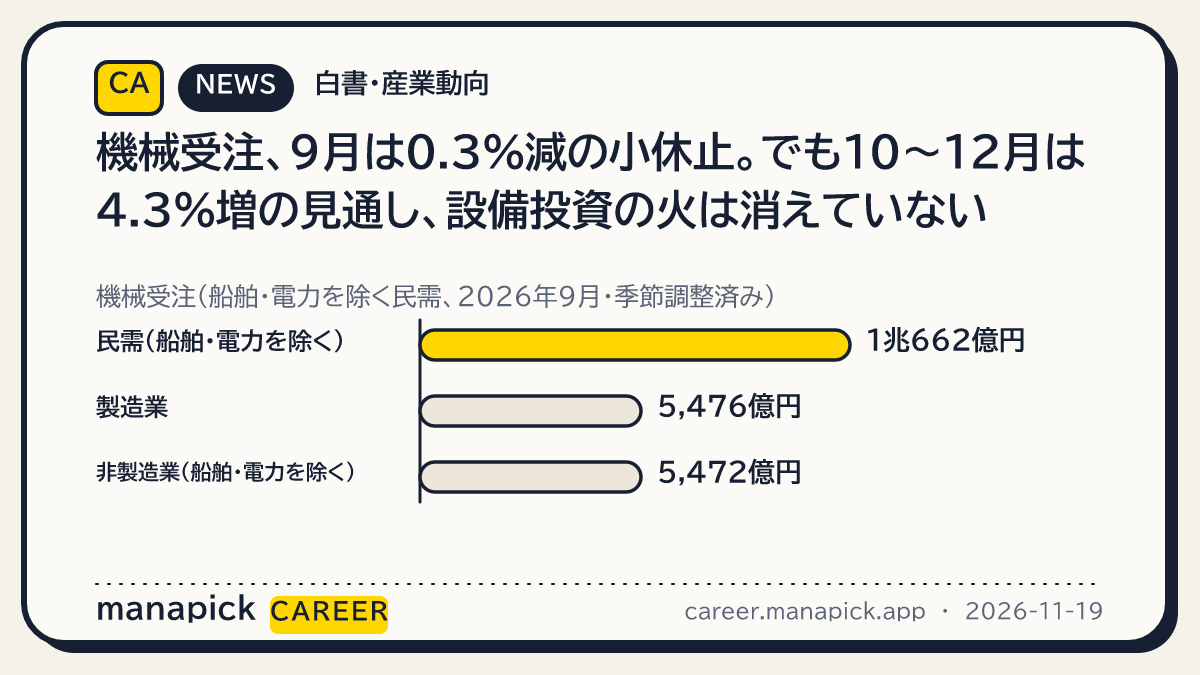 CA NEWS 白書・産業動向
機械受注、9月は0.3%減の小休止。でも10〜12月は
4.3%増の見通し、設備投資の火は消えていない
機械受注（船舶・電力を除く民需、2026年9月・季節調整済み）
民需（船舶・電力を除く） 1兆662億円
製造業 5,476億円
非製造業（船舶・電力を除く） 5,472億円
manapick CAREER career.manapick.app ・ 2026-11-19